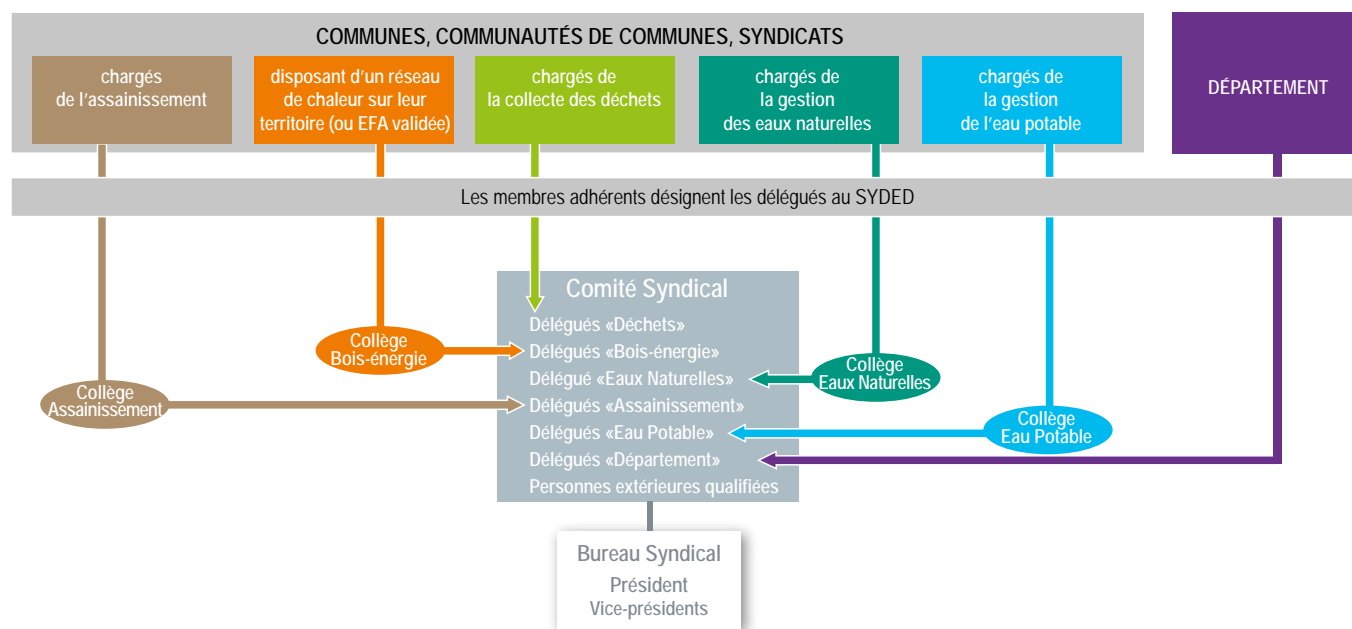 COMMUNES, COMMUNAUTÉS DE COMMUNES, SYNDICATS
chargés
de l'assainissement
disposant d'un réseau
de chaleur sur leur
territoire (ou EFA validée)
chargés de
la collecte des déchets
chargés de
la gestion
des eaux naturelles
chargés de
la gestion
de l'eau potable
DÉPARTEMENT
Les membres adhérents désignent les délégués au SYDED
Comité Syndical
Délégués «Déchets»
Délégués «Bois-énergie»
Délégué «Eaux Naturelles»
Délégués «Assainissement»
Délégués «Eau Potable»
Délégués «Département»
Personnes extérieures qualifiées
Collège
Bois-énergie
Collège
Assainissement
Collège
Eaux Naturelles
Collège
Eau Potable
Bureau Syndical
Président
Vice-présidents